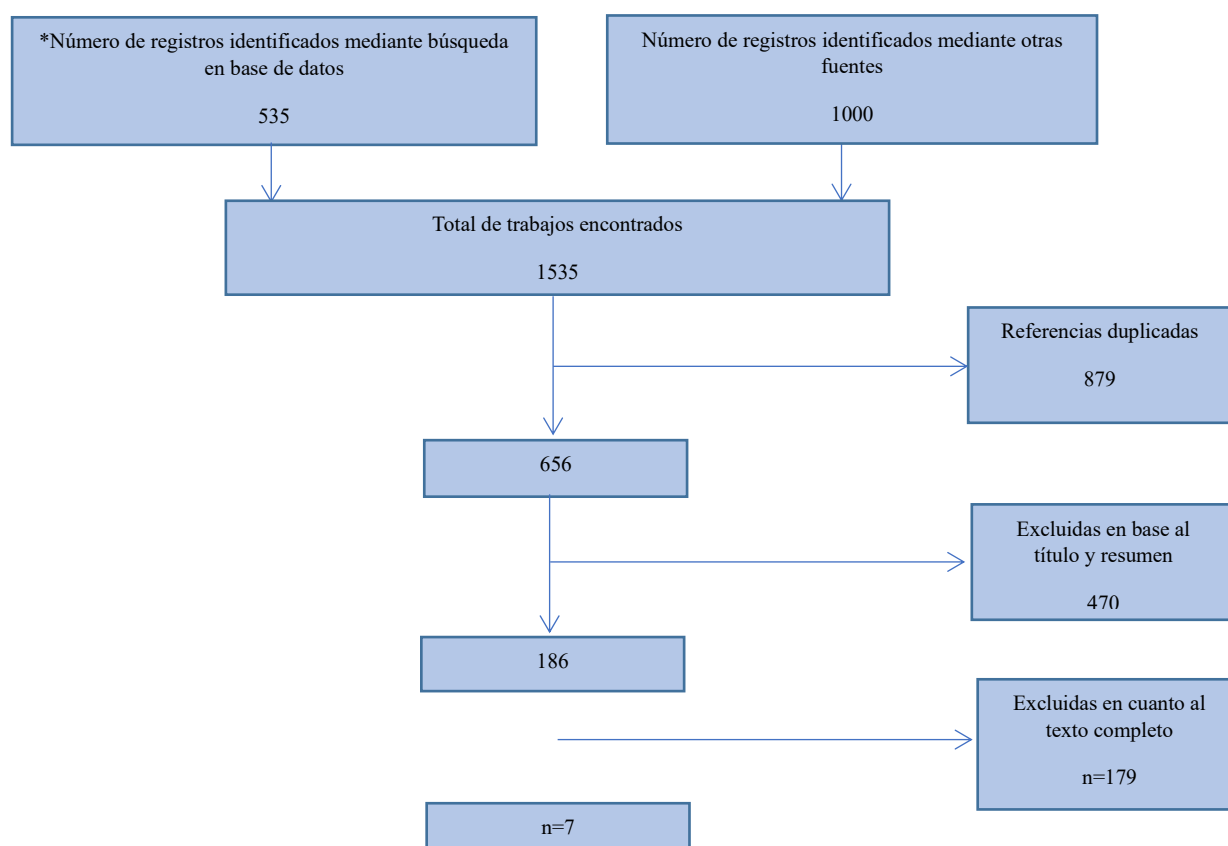 *Número de registros identificados mediante búsqueda
en base de datos
535
Número de registros identificados mediante otras
fuentes
1000
Total de trabajos encontrados
1535
Referencias duplicadas
879
656
Excluidas en base al
título y resumen
470
186
Excluidas en cuanto al
texto completo
n=179
n=7